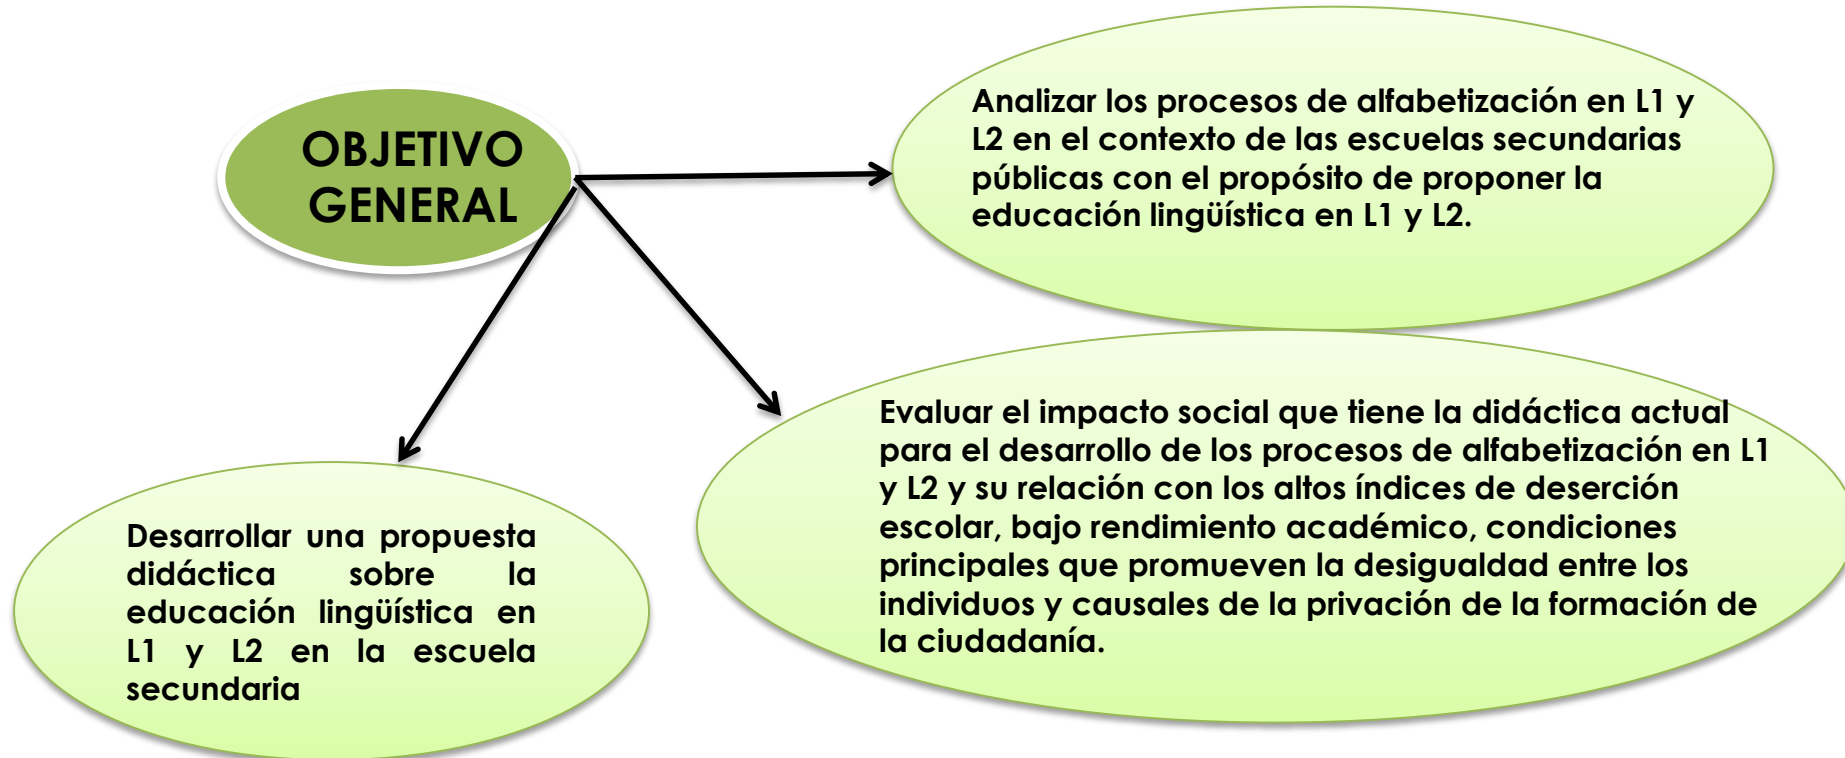 OBJETIVO
GENERAL
Analizar los procesos de alfabetización en L1 y
L2 en el contexto de las escuelas secundarias
públicas con el propósito de proponer la
educación lingüística en L1 y L2.
Evaluar el impacto social que tiene la didáctica actual
para el desarrollo de los procesos de alfabetización en L1
y L2 y su relación con los altos índices de deserción
escolar, bajo rendimiento académico, condiciones
principales que promueven la desigualdad entre los
individuos y causales de la privación de la formación de
la ciudadanía.
Desarrollar una propuesta
didáctica sobre la
educación lingüística en
L1 y L2 en la escuela
secundaria